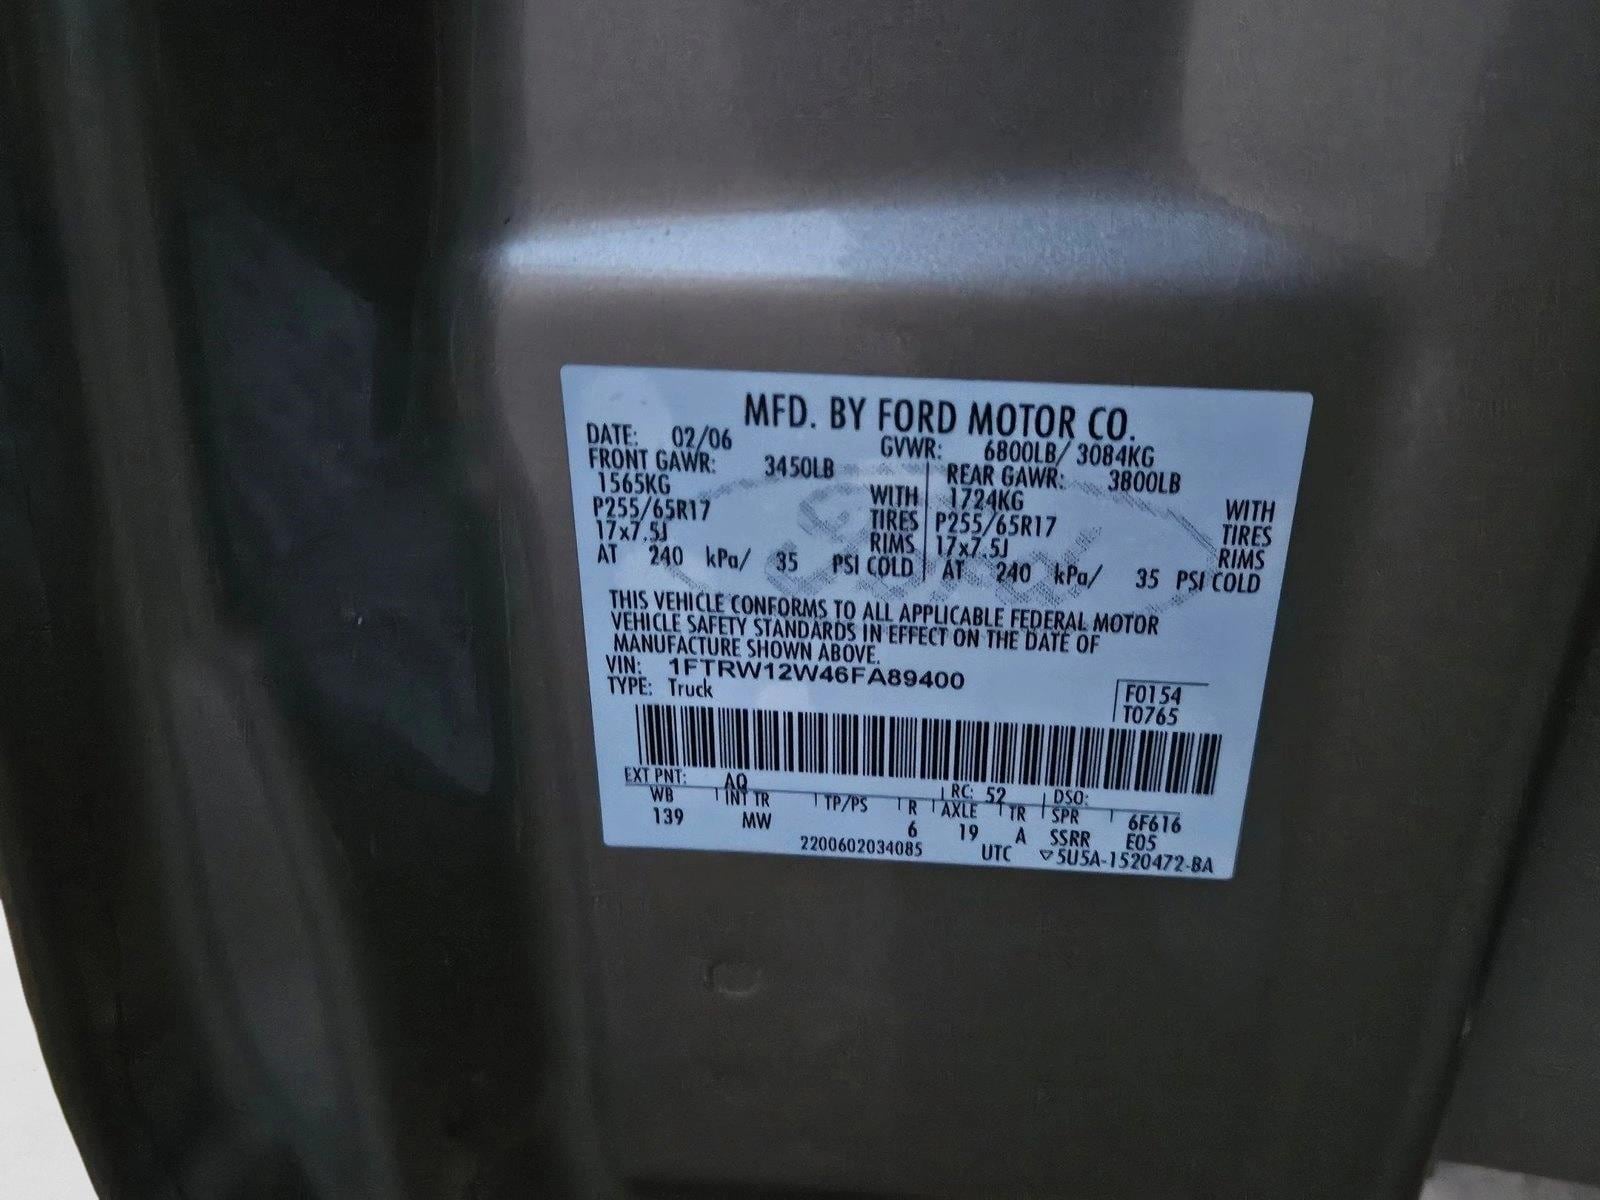 MFD. BY FORD MOTOR CO.
DATE: 02/06 GVWR: 6800LB/ 3084KG
FRONT GAWR: 3450LB REAR GAWR: 3800LB
1565KG WITH 1724KG WITH
P255/65R17 TIRES P255/65R17 TIRES
17x7.5J RIMS 17x7.5J RIMS
AT 240 kPa/ 35 PSI COLD AT 240 kPa/ 35 PSI COLD
THIS VEHICLE CONFORMS TO ALL APPLICABLE FEDERAL MOTOR
VEHICLE SAFETY STANDARDS IN EFFECT ON THE DATE OF
MANUFACTURE SHOWN ABOVE.
VIN: 1FTRW12W46FA89400
TYPE: Truck F0154
T0765
EXT PNT: AQ RC: 52 DSO:
WB INT TR TP/PS R AXLE TR SPR 6F616
139 MW 6 19 A SSRR E05
2200602034085 UTC ▽5U5A-1520472-BA
Ford